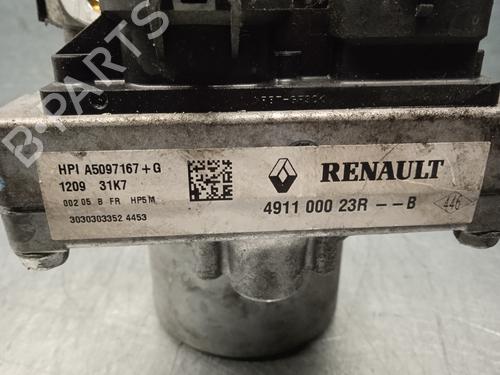 B-PARTS
HPI A5097167+G
1209 31K7
002 05 B FR HP5M
3030303352 4453
RENAULT
4911 000 23R -- B
446